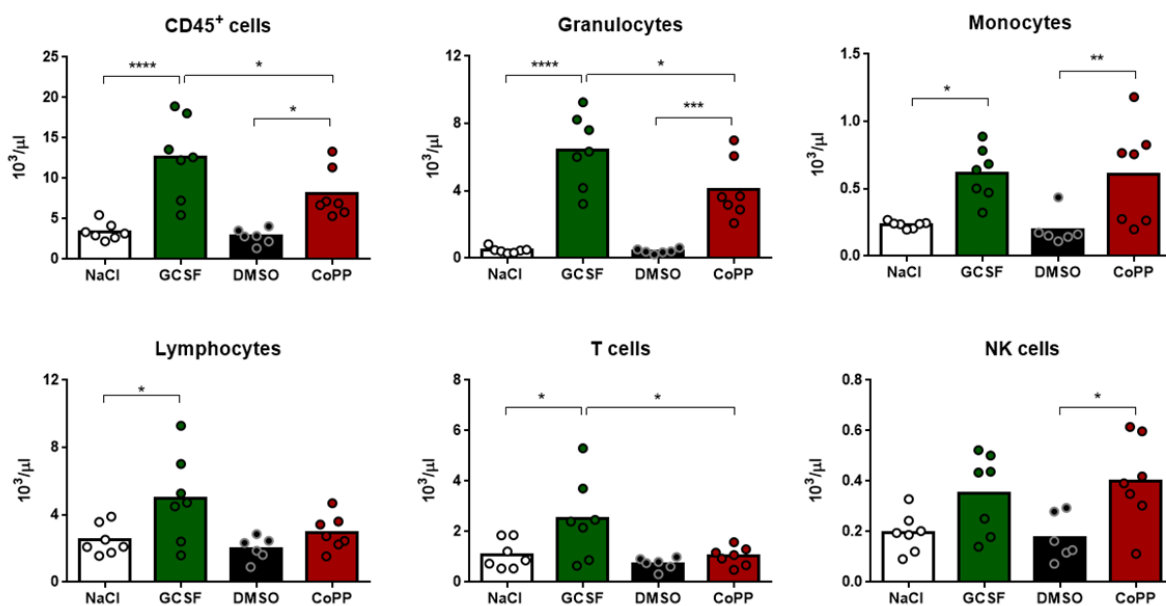 CD45⁺ cells
25
20
15
10
5
0
10³/µl
****
*
*
NaCl GCSF DMSO CoPP
Granulocytes
12
8
4
0
10³/µl
****
*
***
NaCl GCSF DMSO CoPP
Monocytes
1.5
1.0
0.5
0.0
10³/µl
*
**
NaCl GCSF DMSO CoPP
Lymphocytes
12
8
4
0
10³/µl
*
NaCl GCSF DMSO CoPP
T cells
8
6
4
2
0
10³/µl
*
*
NaCl GCSF DMSO CoPP
NK cells
0.8
0.6
0.4
0.2
0.0
10³/µl
*
NaCl GCSF DMSO CoPP